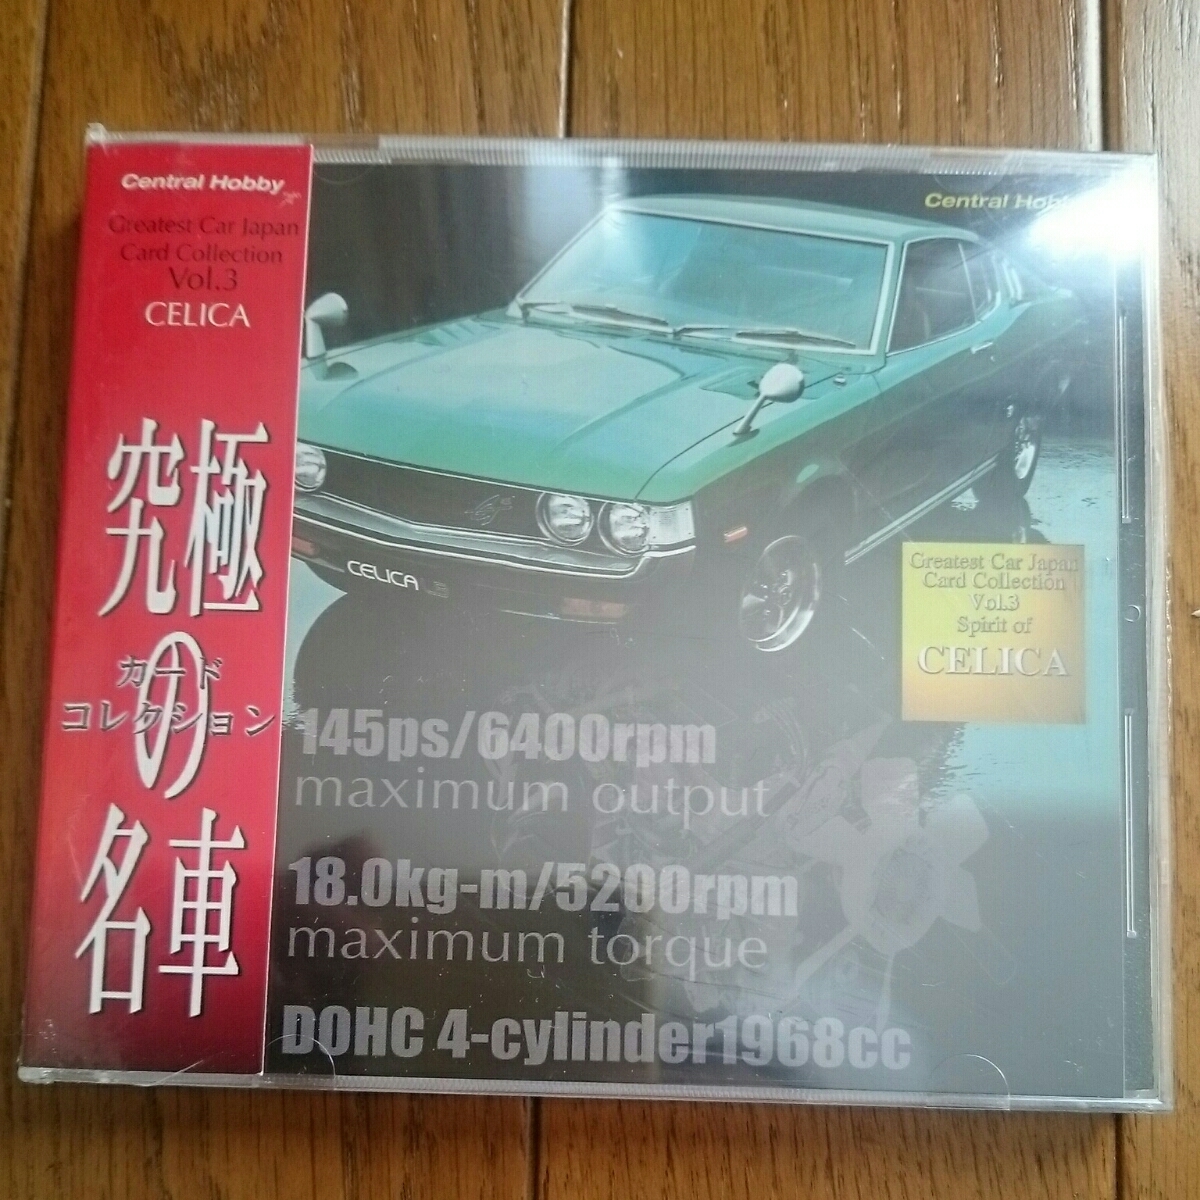 Central Hobby
Greatest Car Japan
Card Collection
Vol.3
CELICA
究極の名車
カード
コレクション
Central Hob
CELICA
Greatest Car Japan
Card Collection
Vol.3
Spirit of
CELICA
145ps/6400rpm
maximum output
18.0kg-m/5200rpm
maximum torque
DOHC 4-cylinder1968cc